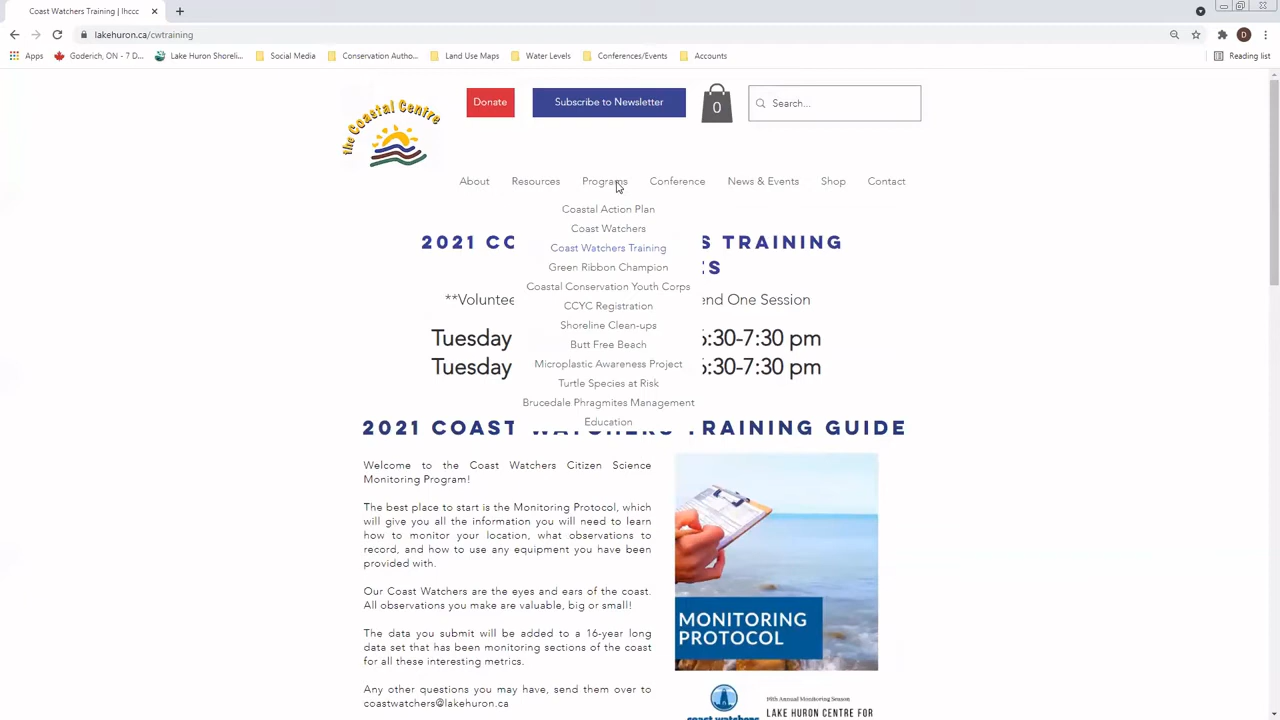 Coast Watchers Training | lhccc
lakehuron.ca/cwtraining
Apps
Goderich, ON - 7 D...
Lake Huron Shoreli...
Social Media
Conservation Autho...
Land Use Maps
Water Levels
Conferences/Events
Accounts
Reading list
D
the Coastal Centre
Donate
Subscribe to Newsletter
0
Search...
About
Resources
Programs
Conference
News & Events
Shop
Contact
Coastal Action Plan
Coast Watchers
Coast Watchers Training
Green Ribbon Champion
Coastal Conservation Youth Corps
CCYC Registration
Shoreline Clean-ups
Butt Free Beach
Microplastic Awareness Project
Turtle Species at Risk
Brucedale Phragmites Management
Education
2021 CO S TRAINING
ES
**Voluntee end One Session
Tuesday 6:30-7:30 pm
Tuesday 6:30-7:30 pm
2021 COAST WATCHERS TRAINING GUIDE
Welcome to the Coast Watchers Citizen Science
Monitoring Program!
The best place to start is the Monitoring Protocol, which
will give you all the information you will need to learn
how to monitor your location, what observations to
record, and how to use any equipment you have been
provided with.
Our Coast Watchers are the eyes and ears of the coast.
All observations you make are valuable, big or small!
The data you submit will be added to a 16-year long
data set that has been monitoring sections of the coast
for all these interesting metrics.
Any other questions you may have, send them over to
coastwatchers@lakehuron.ca
MONITORING
PROTOCOL
coast watchers
Annual Monitoring Season
LAKE HURON CENTRE FOR